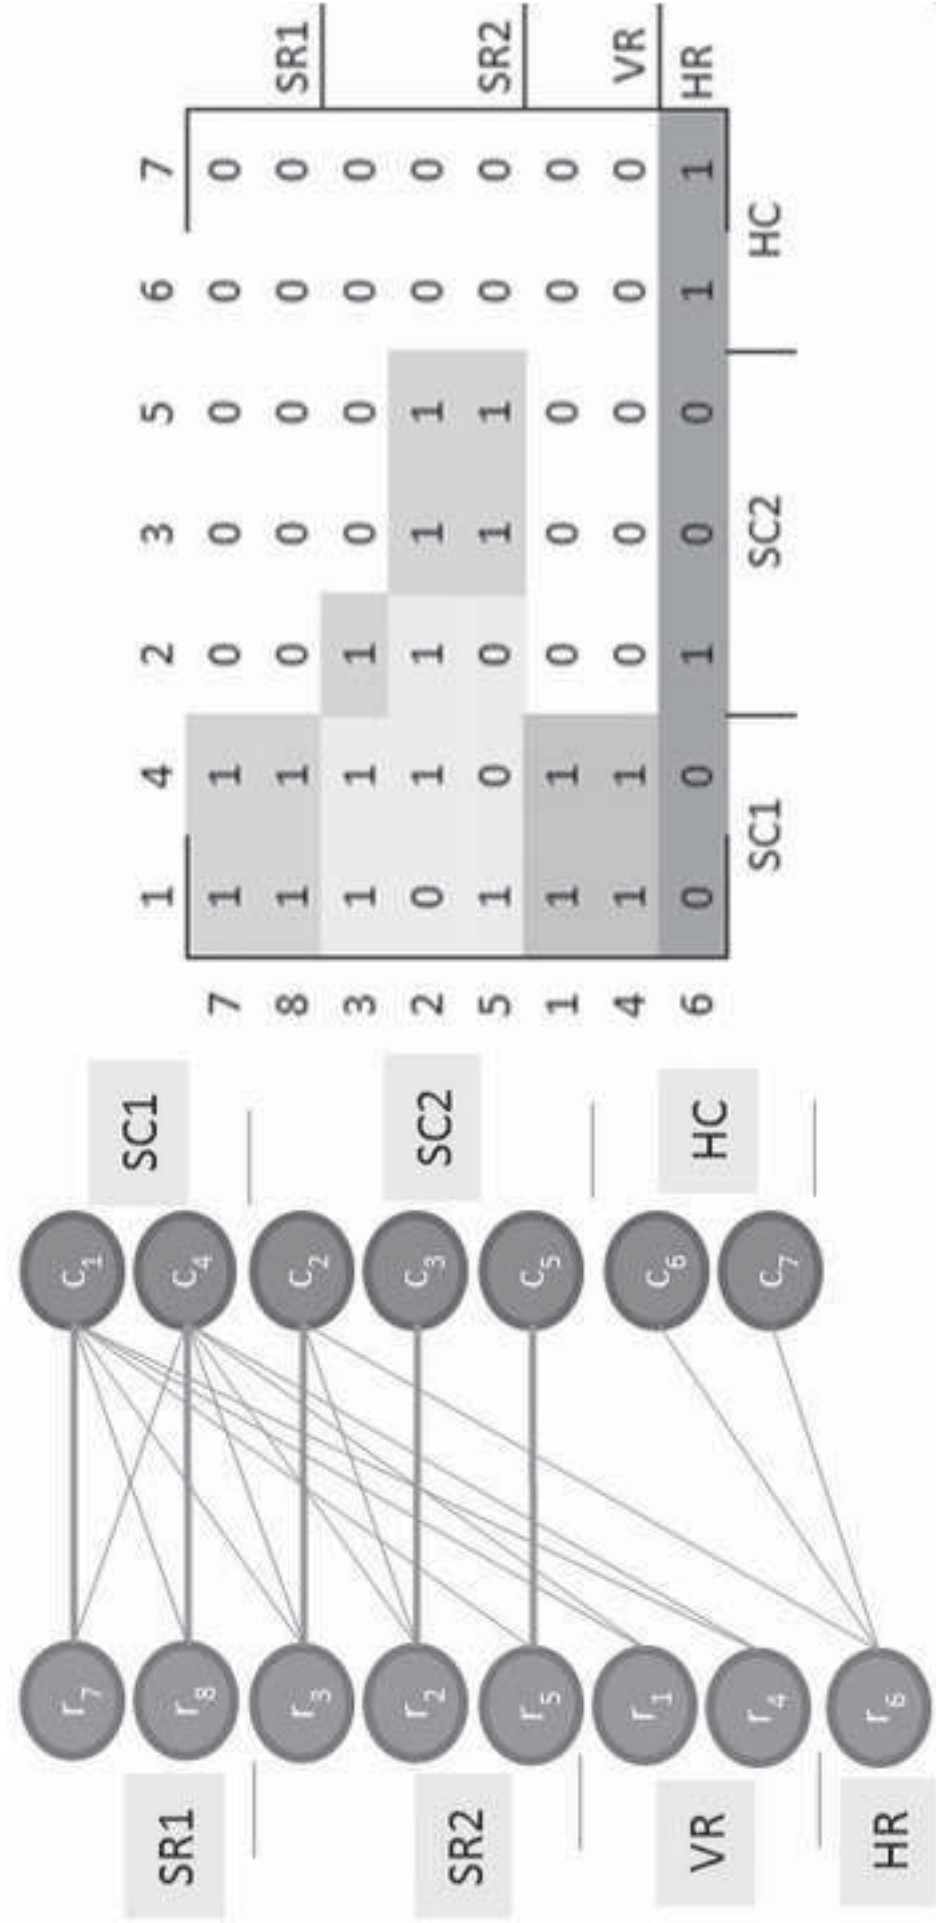 r7 c1
SR1 SC1
r8 c4
r3 c2
r2 c3
SR2 SC2
r5 c5
r1 c6
VR HC
r4 c7
HR r6
1 4 2 3 5 6 7
7 1 1 0 0 0 0 0
8 1 1 0 0 0 0 0 SR1
3 1 1 1 0 0 0 0
2 0 1 1 1 1 0 0
5 1 0 0 1 1 0 0 SR2
1 1 1 0 0 0 0 0
4 1 1 0 0 0 0 0 VR
6 0 0 1 0 0 1 1 HR
SC1 SC2 HC